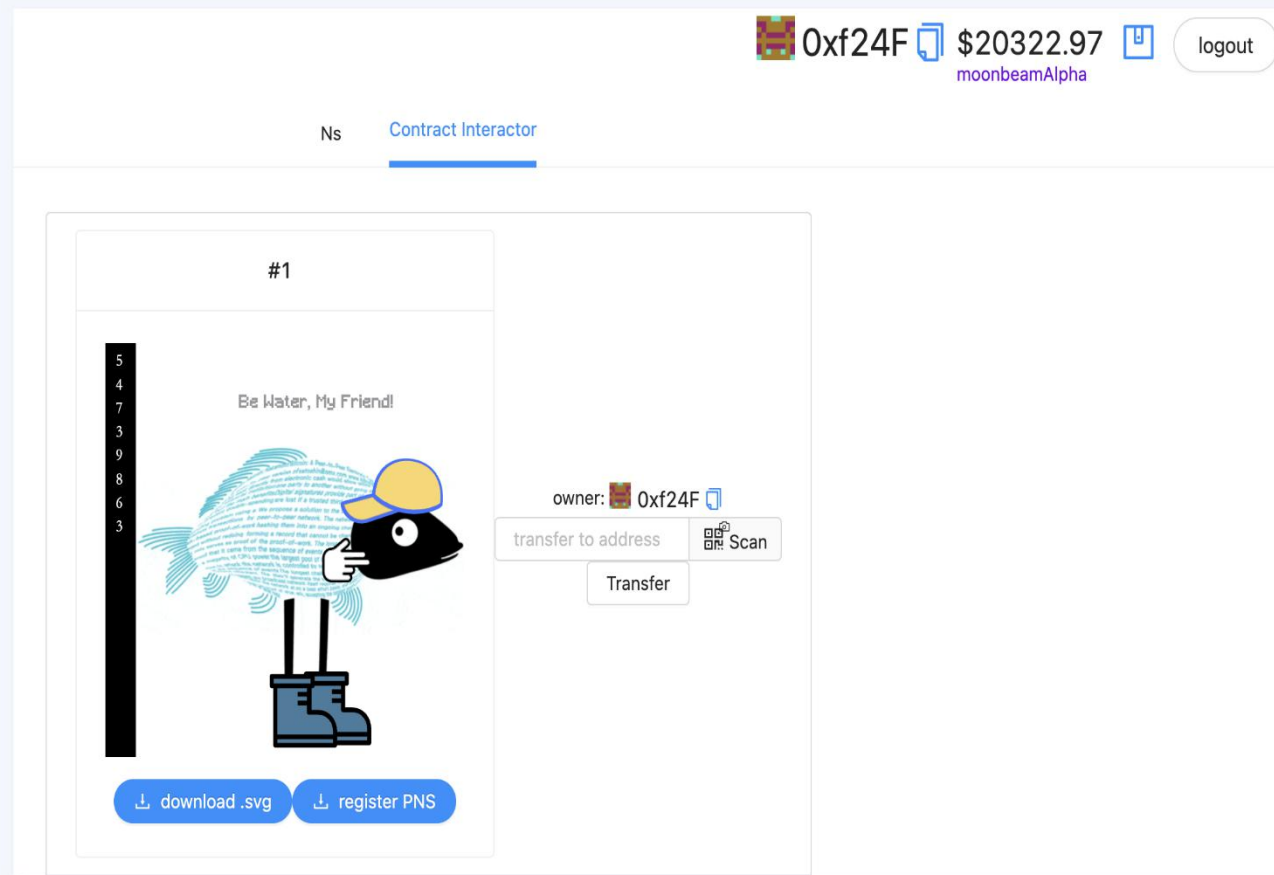 0xf24F $20322.97 logout
moonbeamAlpha
Ns Contract Interactor
#1
5
4
7
3
9
8
6
3
Be Water, My Friend!
owner: 0xf24F
transfer to address Scan
Transfer
download .svg register PNS